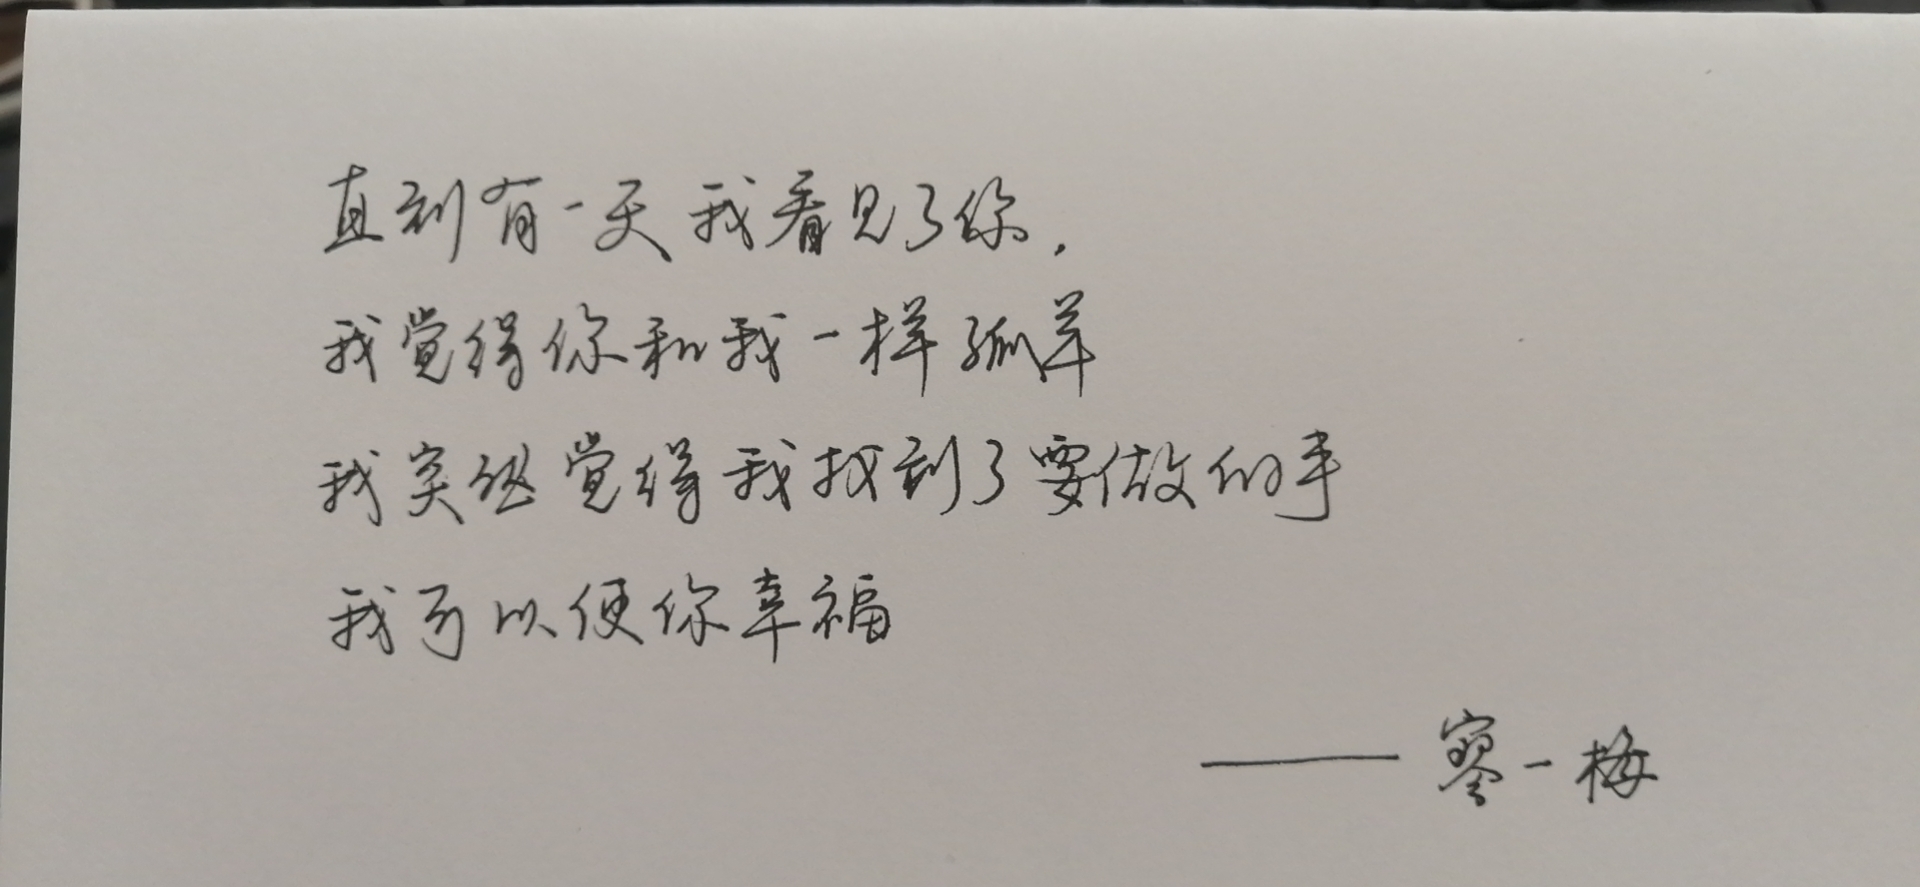 直到有一天我看见了你，
我觉得你和我一样孤单
我突然觉得我找到了要做的事
我可以使你幸福
—— 寥一梅